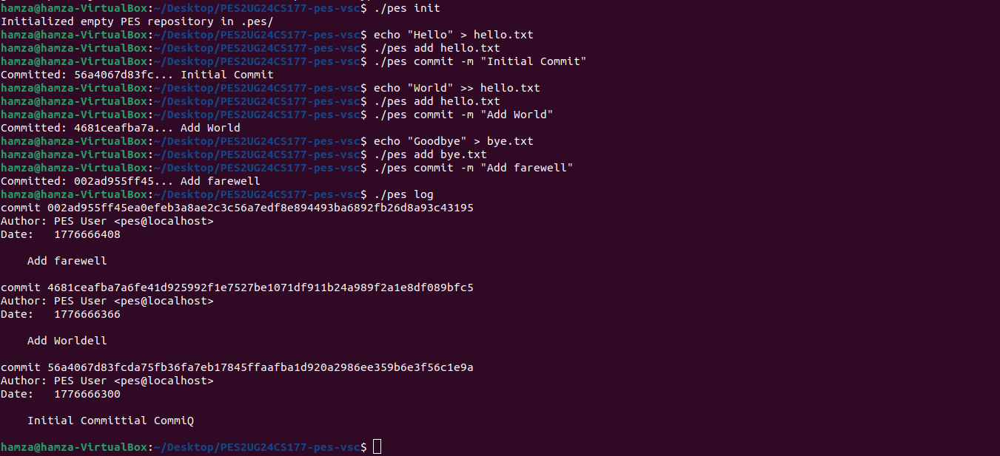 hamza@hamza-VirtualBox:~/Desktop/PES2UG24CS177-pes-vsc$ ./pes init
Initialized empty PES repository in .pes/
hamza@hamza-VirtualBox:~/Desktop/PES2UG24CS177-pes-vsc$ echo "Hello" > hello.txt
hamza@hamza-VirtualBox:~/Desktop/PES2UG24CS177-pes-vsc$ ./pes add hello.txt
hamza@hamza-VirtualBox:~/Desktop/PES2UG24CS177-pes-vsc$ ./pes commit -m "Initial Commit"
Committed: 56a4067d83fc... Initial Commit
hamza@hamza-VirtualBox:~/Desktop/PES2UG24CS177-pes-vsc$ echo "World" >> hello.txt
hamza@hamza-VirtualBox:~/Desktop/PES2UG24CS177-pes-vsc$ ./pes add hello.txt
hamza@hamza-VirtualBox:~/Desktop/PES2UG24CS177-pes-vsc$ ./pes commit -m "Add World"
Committed: 4681ceafba7a... Add World
hamza@hamza-VirtualBox:~/Desktop/PES2UG24CS177-pes-vsc$ echo "Goodbye" > bye.txt
hamza@hamza-VirtualBox:~/Desktop/PES2UG24CS177-pes-vsc$ ./pes add bye.txt
hamza@hamza-VirtualBox:~/Desktop/PES2UG24CS177-pes-vsc$ ./pes commit -m "Add farewell"
Committed: 002ad955ff45... Add farewell
hamza@hamza-VirtualBox:~/Desktop/PES2UG24CS177-pes-vsc$ ./pes log
commit 002ad955ff45ea0efeb3a8ae2c3c56a7edf8e894493ba6892fb26d8a93c43195
Author: PES User <pes@localhost>
Date:   1776666408

    Add farewell

commit 4681ceafba7a6fe41d925992f1e7527be1071df911b24a989f2a1e8df089bfc5
Author: PES User <pes@localhost>
Date:   1776666366

    Add Worldell

commit 56a4067d83fcda75fb36fa7eb17845ffaafba1d920a2986ee359b6e3f56c1e9a
Author: PES User <pes@localhost>
Date:   1776666300

    Initial Committial CommiQ

hamza@hamza-VirtualBox:~/Desktop/PES2UG24CS177-pes-vsc$